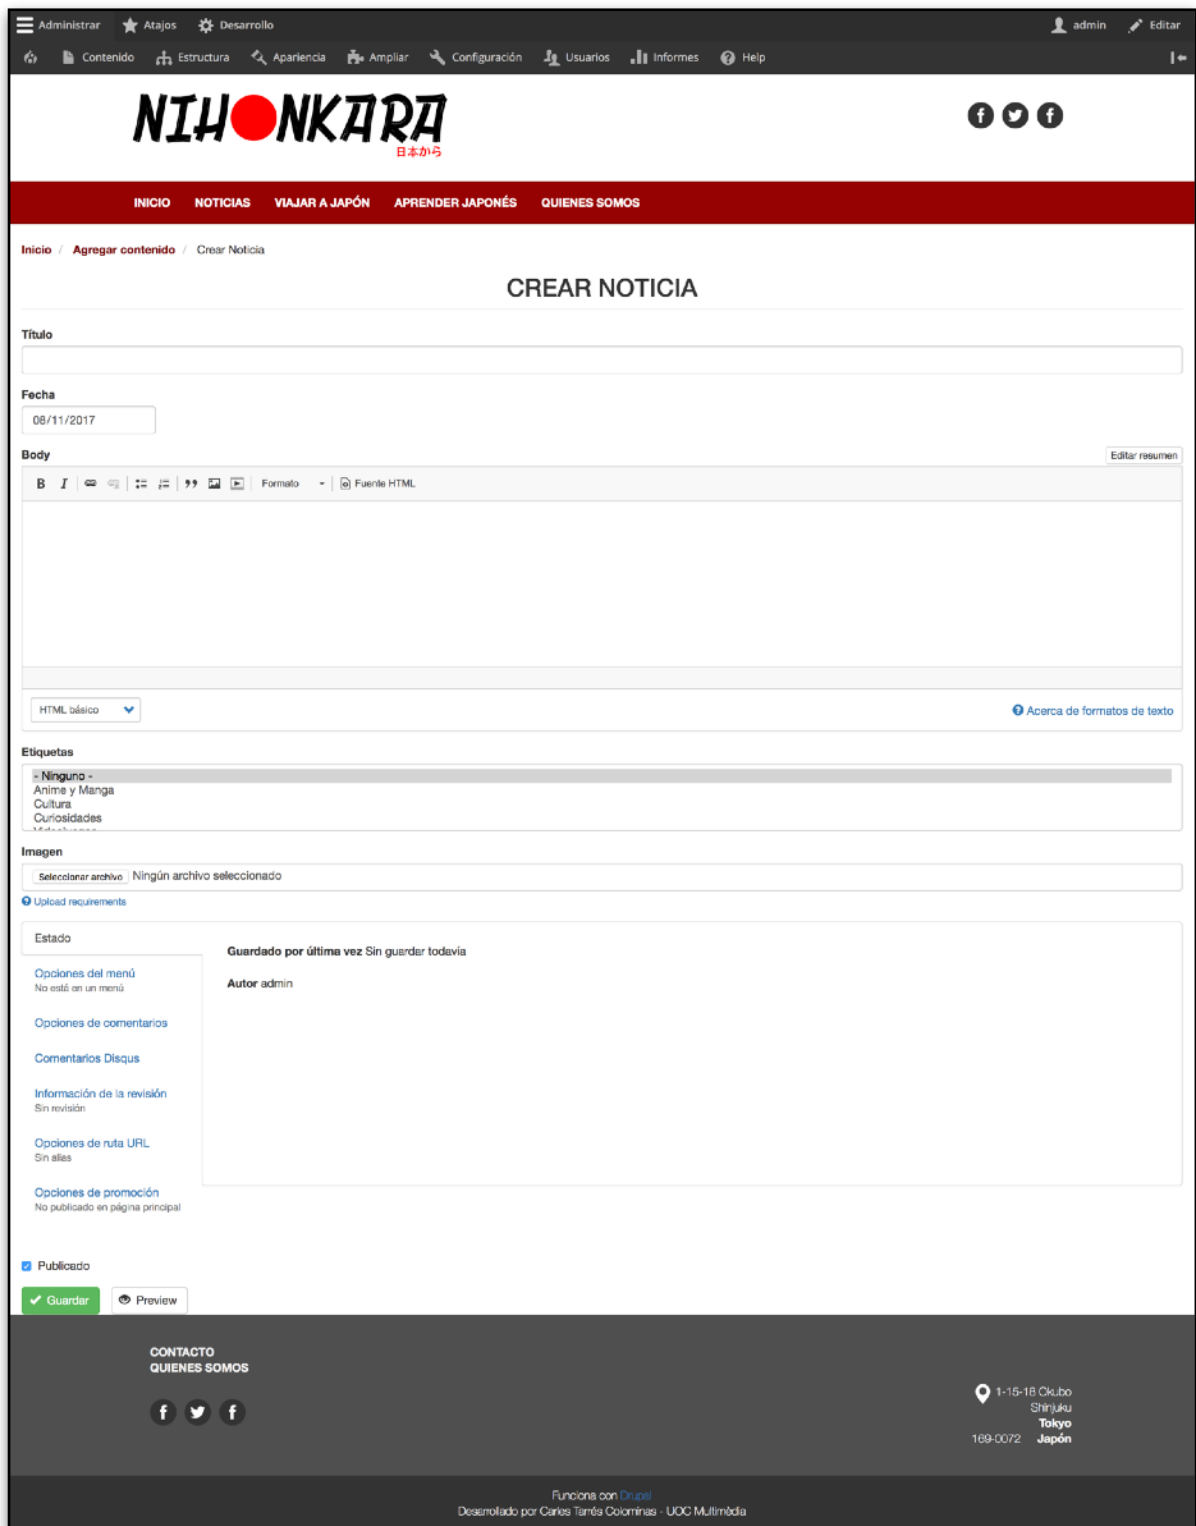 Administrar Atajos Desarrollo admin Editar
Contenido Estructura Apariencia Ampliar Configuración Usuarios Informes Help
NIHONKARA
日本から
INICIO NOTICIAS VIAJAR A JAPÓN APRENDER JAPONÉS QUIENES SOMOS
Inicio / Agregar contenido / Crear Noticia
CREAR NOTICIA
Título
Fecha
08/11/2017
Body Editar resumen
B I Formato Fuente HTML
HTML básico Acerca de formatos de texto
Etiquetas
- Ninguno -
Anime y Manga
Cultura
Curiosidades
Imagen
Seleccionar archivo Ningún archivo seleccionado
Upload requirements
Estado
Guardado por última vez Sin guardar todavía
Autor admin
Opciones del menú
No está en un menú
Opciones de comentarios
Comentarios Disqus
Información de la revisión
Sin revisión
Opciones de ruta URL
Sin alias
Opciones de promoción
No publicado en página principal
Publicado
Guardar Preview
CONTACTO
QUIENES SOMOS
1-15-18 Okubo
Shinjuku
Tokyo
169-0072 Japón
Funciona con Drupal
Desarrollado por Carles Tarrés Colominas - UOC Multimèdia